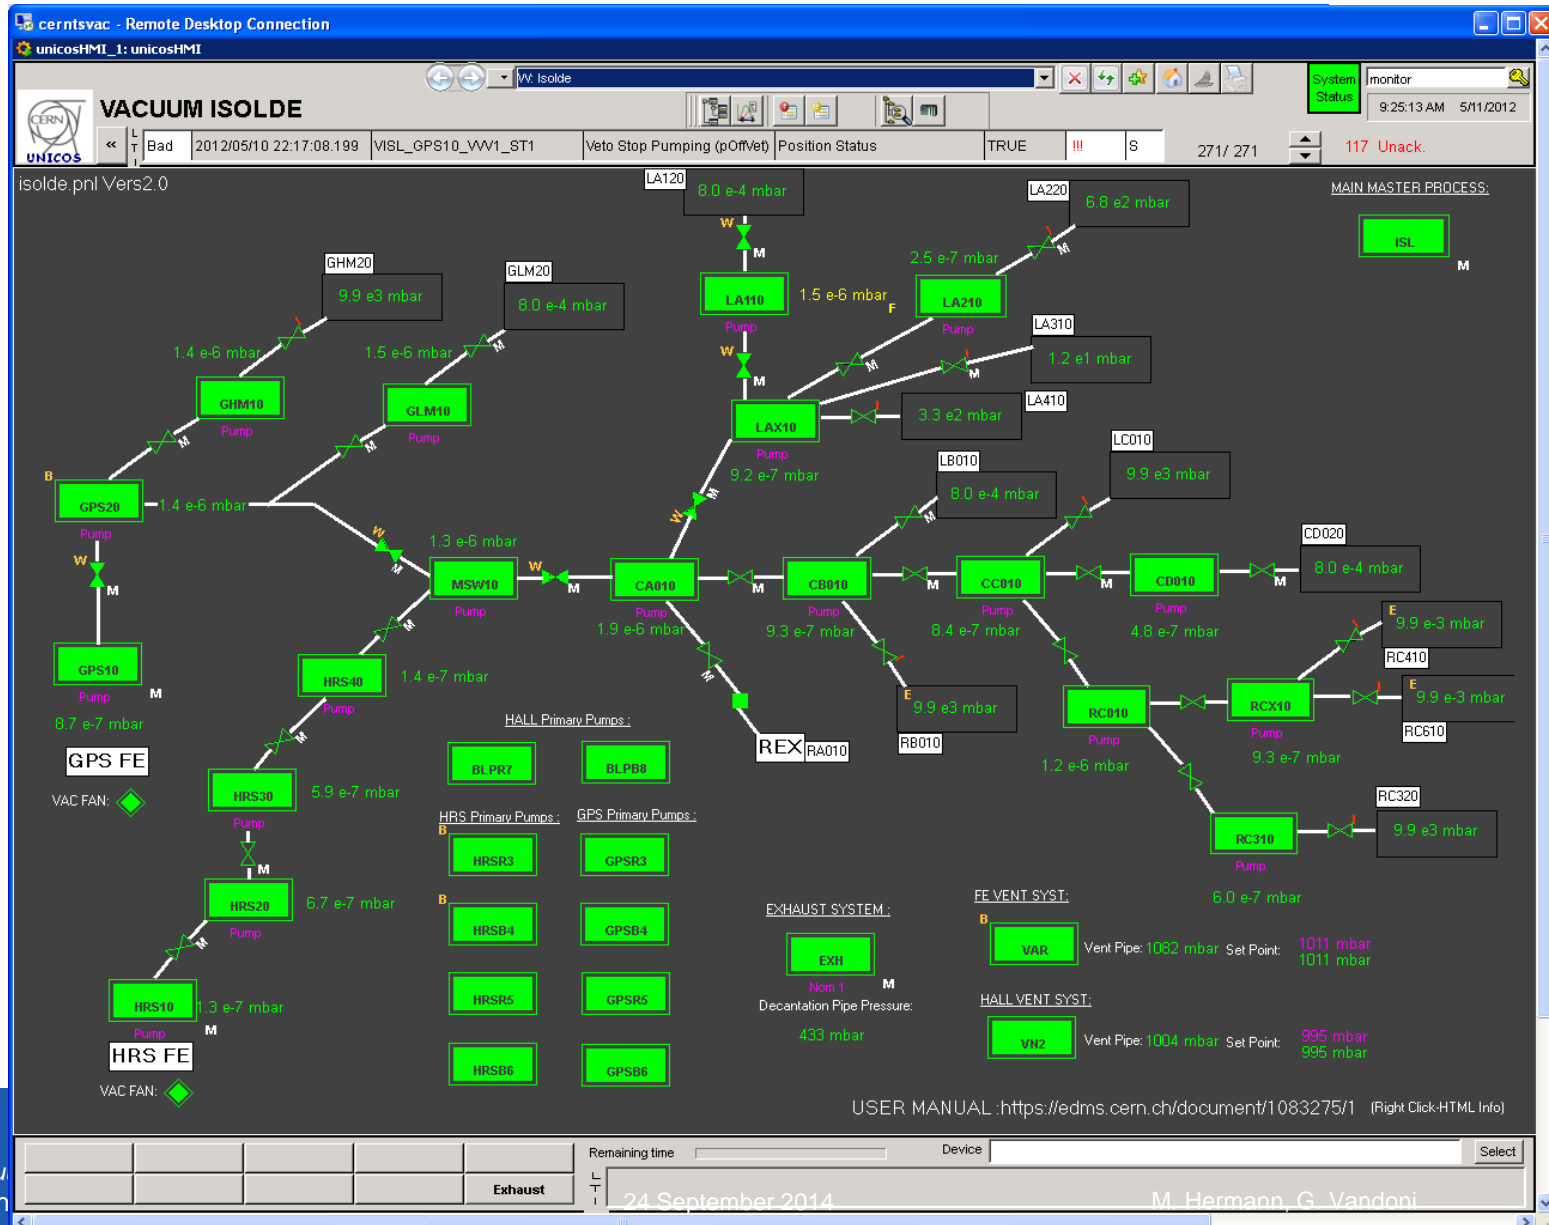 cerntsvac - Remote Desktop Connection
unicosHMI_1: unicosHMI
W: Isolde
System Status
monitor
9:25:13 AM 5/11/2012
CERN
UNICOS
VACUUM ISOLDE
« L T I Bad 2012/05/10 22:17:08.199 VISL_GPS10_VVV1_ST1 Veto Stop Pumping (pOffVet) Position Status TRUE !!! S 271/ 271 117 Unack.
isolde.pnl Vers2.0
MAIN MASTER PROCESS:
ISL
M
LA120
8.0 e-4 mbar
W
M
LA220
6.8 e2 mbar
I
M
GHM20
9.9 e3 mbar
I
GLM20
8.0 e-4 mbar
M
2.5 e-7 mbar
LA110
Pump
1.5 e-6 mbar
F
LA210
Pump
LA310
1.2 e1 mbar
I
M
1.4 e-6 mbar
GHM10
Pump
M
1.5 e-6 mbar
GLM10
Pump
M
W
M
M
LAX10
Pump
9.2 e-7 mbar
I
3.3 e2 mbar
LA410
B
GPS20
Pump
1.4 e-6 mbar
W
M
LB010
8.0 e-4 mbar
M
LC010
9.9 e3 mbar
I
M
W
W
M
1.3 e-6 mbar
MSW10
Pump
W
M
CA010
Pump
1.9 e-6 mbar
M
CB010
Pump
9.3 e-7 mbar
M
CC010
Pump
8.4 e-7 mbar
M
CD010
Pump
4.8 e-7 mbar
M
CD020
8.0 e-4 mbar
GPS10
Pump
M
8.7 e-7 mbar
GPS FE
VAC FAN:
M
HRS40
Pump
1.4 e-7 mbar
M
HRS30
Pump
5.9 e-7 mbar
M
HRS20
Pump
6.7 e-7 mbar
M
HRS10
Pump
1.3 e-7 mbar
M
HRS FE
VAC FAN:
M
REX
RA010
I
E
9.9 e3 mbar
RB010
RC010
Pump
1.2 e-6 mbar
RCX10
Pump
9.3 e-7 mbar
I
E
9.9 e-3 mbar
RC410
I
M
E
9.9 e-3 mbar
RC610
RC310
Pump
6.0 e-7 mbar
I
M
RC320
9.9 e3 mbar
HALL Primary Pumps :
BLPR7
BLPB8
HRS Primary Pumps :
GPS Primary Pumps :
B
HRSR3
GPSR3
B
HRSB4
GPSB4
HRSR5
GPSR5
HRSB6
GPSB6
EXHAUST SYSTEM :
EXH
Nom 1
M
Decantation Pipe Pressure:
433 mbar
FE VENT SYST:
B
VAR
Vent Pipe: 1082 mbar Set Point:
1011 mbar
1011 mbar
HALL VENT SYST:
VN2
Vent Pipe: 1004 mbar Set Point:
995 mbar
995 mbar
USER MANUAL :https://edms.cern.ch/document/1083275/1 (Right Click-HTML Info)
Remaining time
Device
Select
Exhaust
L T I
24 September 2014
M. Hermann, G. Vandoni